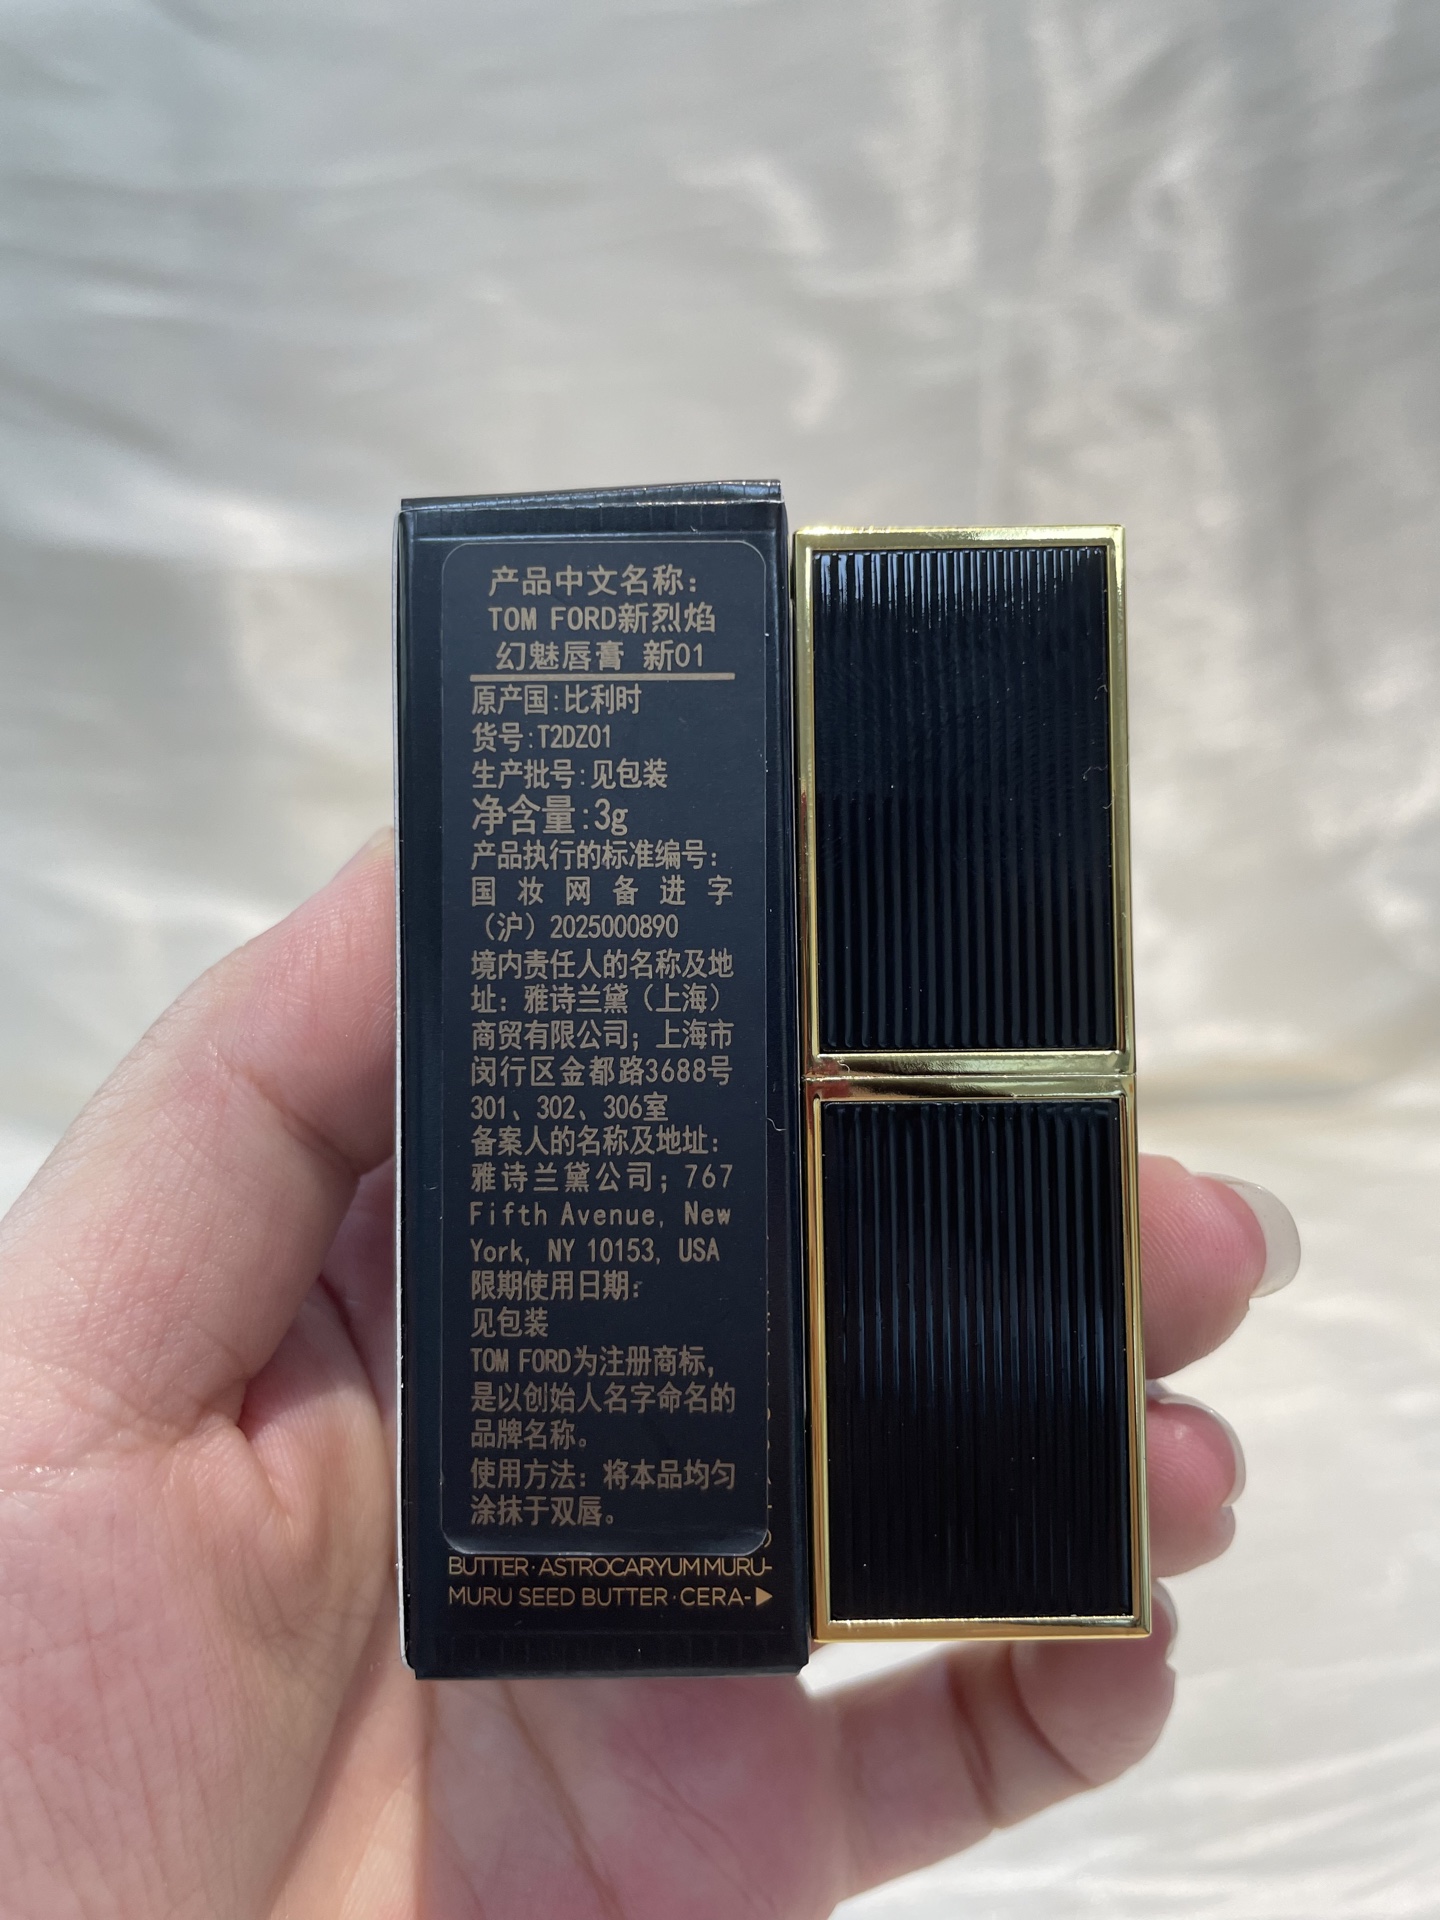 产品中文名称：
TOM FORD新烈焰
幻魅唇膏 新01
原产国:比利时
货号:T2DZ01
生产批号:见包装
净含量:3g
产品执行的标准编号：
国妆网备进字
（沪）2025000890
境内责任人的名称及地
址：雅诗兰黛（上海）
商贸有限公司；上海市
闵行区金都路3688号
301、302、306室
备案人的名称及地址：
雅诗兰黛公司；767
Fifth Avenue, New
York, NY 10153, USA
限期使用日期：
见包装
TOM FORD为注册商标，
是以创始人名字命名的
品牌名称。
使用方法：将本品均匀
涂抹于双唇。
BUTTER·ASTROCARYUM MURU-
MURU SEED BUTTER·CERA-▶